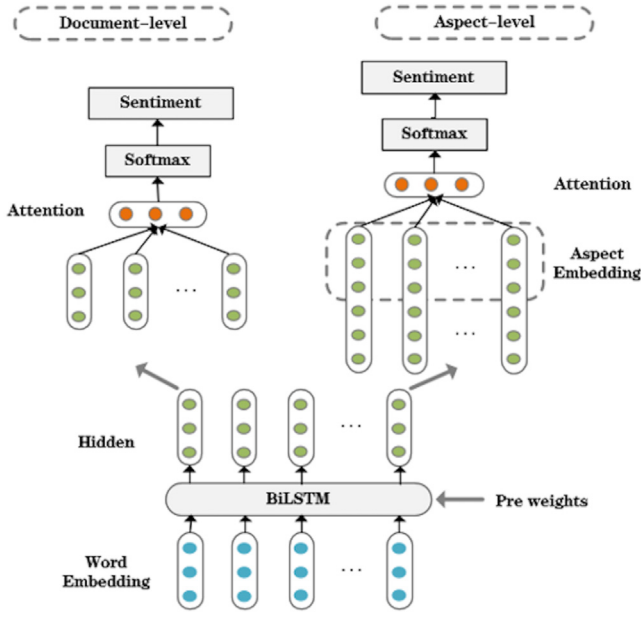 Document-level
Aspect-level
Sentiment
Sentiment
Softmax
Softmax
Attention
Attention
Aspect
Embedding
...
...
...
Hidden
...
BiLSTM
Pre weights
Word
Embedding
...